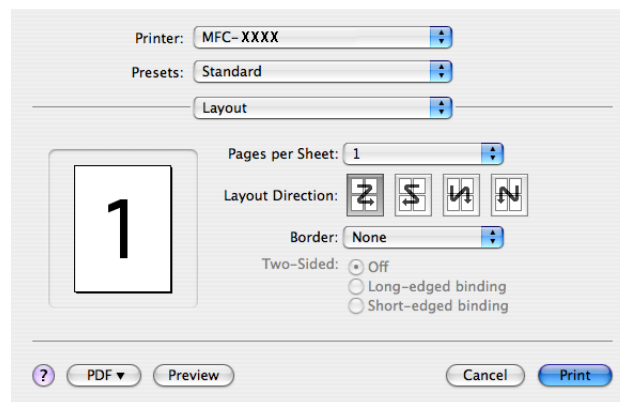 Printer: MFC-XXXX
Presets: Standard
Layout
Pages per Sheet: 1
Layout Direction:
Border: None
Two-Sided: Off
Long-edged binding
Short-edged binding
1
? PDF▼ Preview Cancel Print